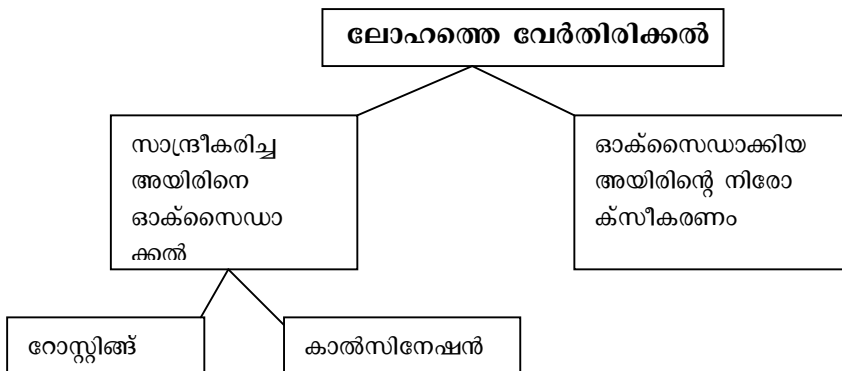 ലോഹത്തെ വേർതിരിക്കൽ
സാന്ദ്രീകരിച്ച
അയിരിനെ
ഓക്സൈഡാ
ക്കൽ
ഓക്സൈഡാക്കിയ
അയിരിന്റെ നിരോ
ക്സീകരണം
റോസ്റ്റിങ്ങ്
കാൽസിനേഷൻ